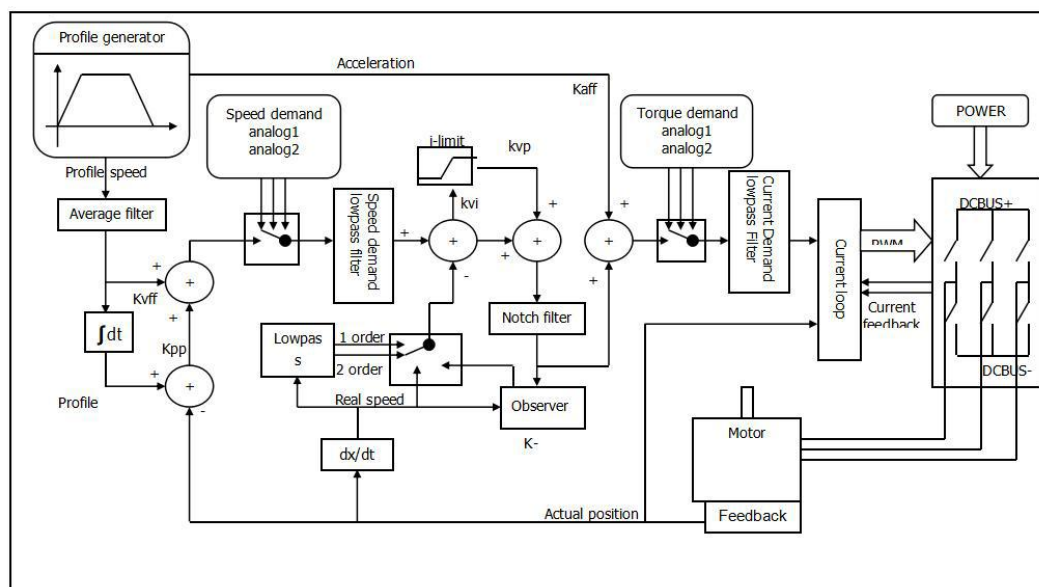 Profile generator
Acceleration
Kaff
Speed demand
analog1
analog2
Torque demand
analog1
analog2
POWER
i-limit
kvp
Profile speed
Average filter
Speed demand
lowpass filter
kvi
Current Demand
lowpass Filter
DCBUS+
+
+
+
+
+
+
+
-
+
+
+
Current loop
PWM
Kvff
+
+
Current
feedback
∫dt
Kpp
Notch filter
Lowpas
s
1 order
2 order
DCBUS-
+
+
-
Profile
Real speed
Observer
K-
Motor
dx/dt
Actual position
Feedback